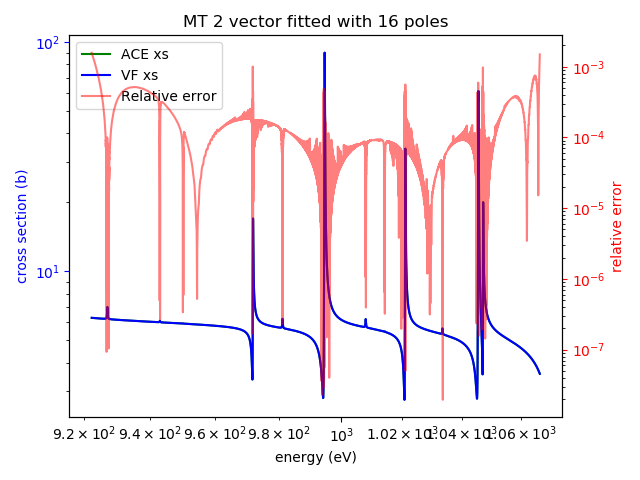 MT 2 vector fitted with 16 poles
ACE xs
VF xs
Relative error
cross section (b)
10²
10¹
relative error
10⁻³
10⁻⁴
10⁻⁵
10⁻⁶
10⁻⁷
9.2 × 10² 9.4 × 10² 9.6 × 10² 9.8 × 10² 10³ 1.02 × 10³ 1.04 × 10³ 1.06 × 10³
energy (eV)